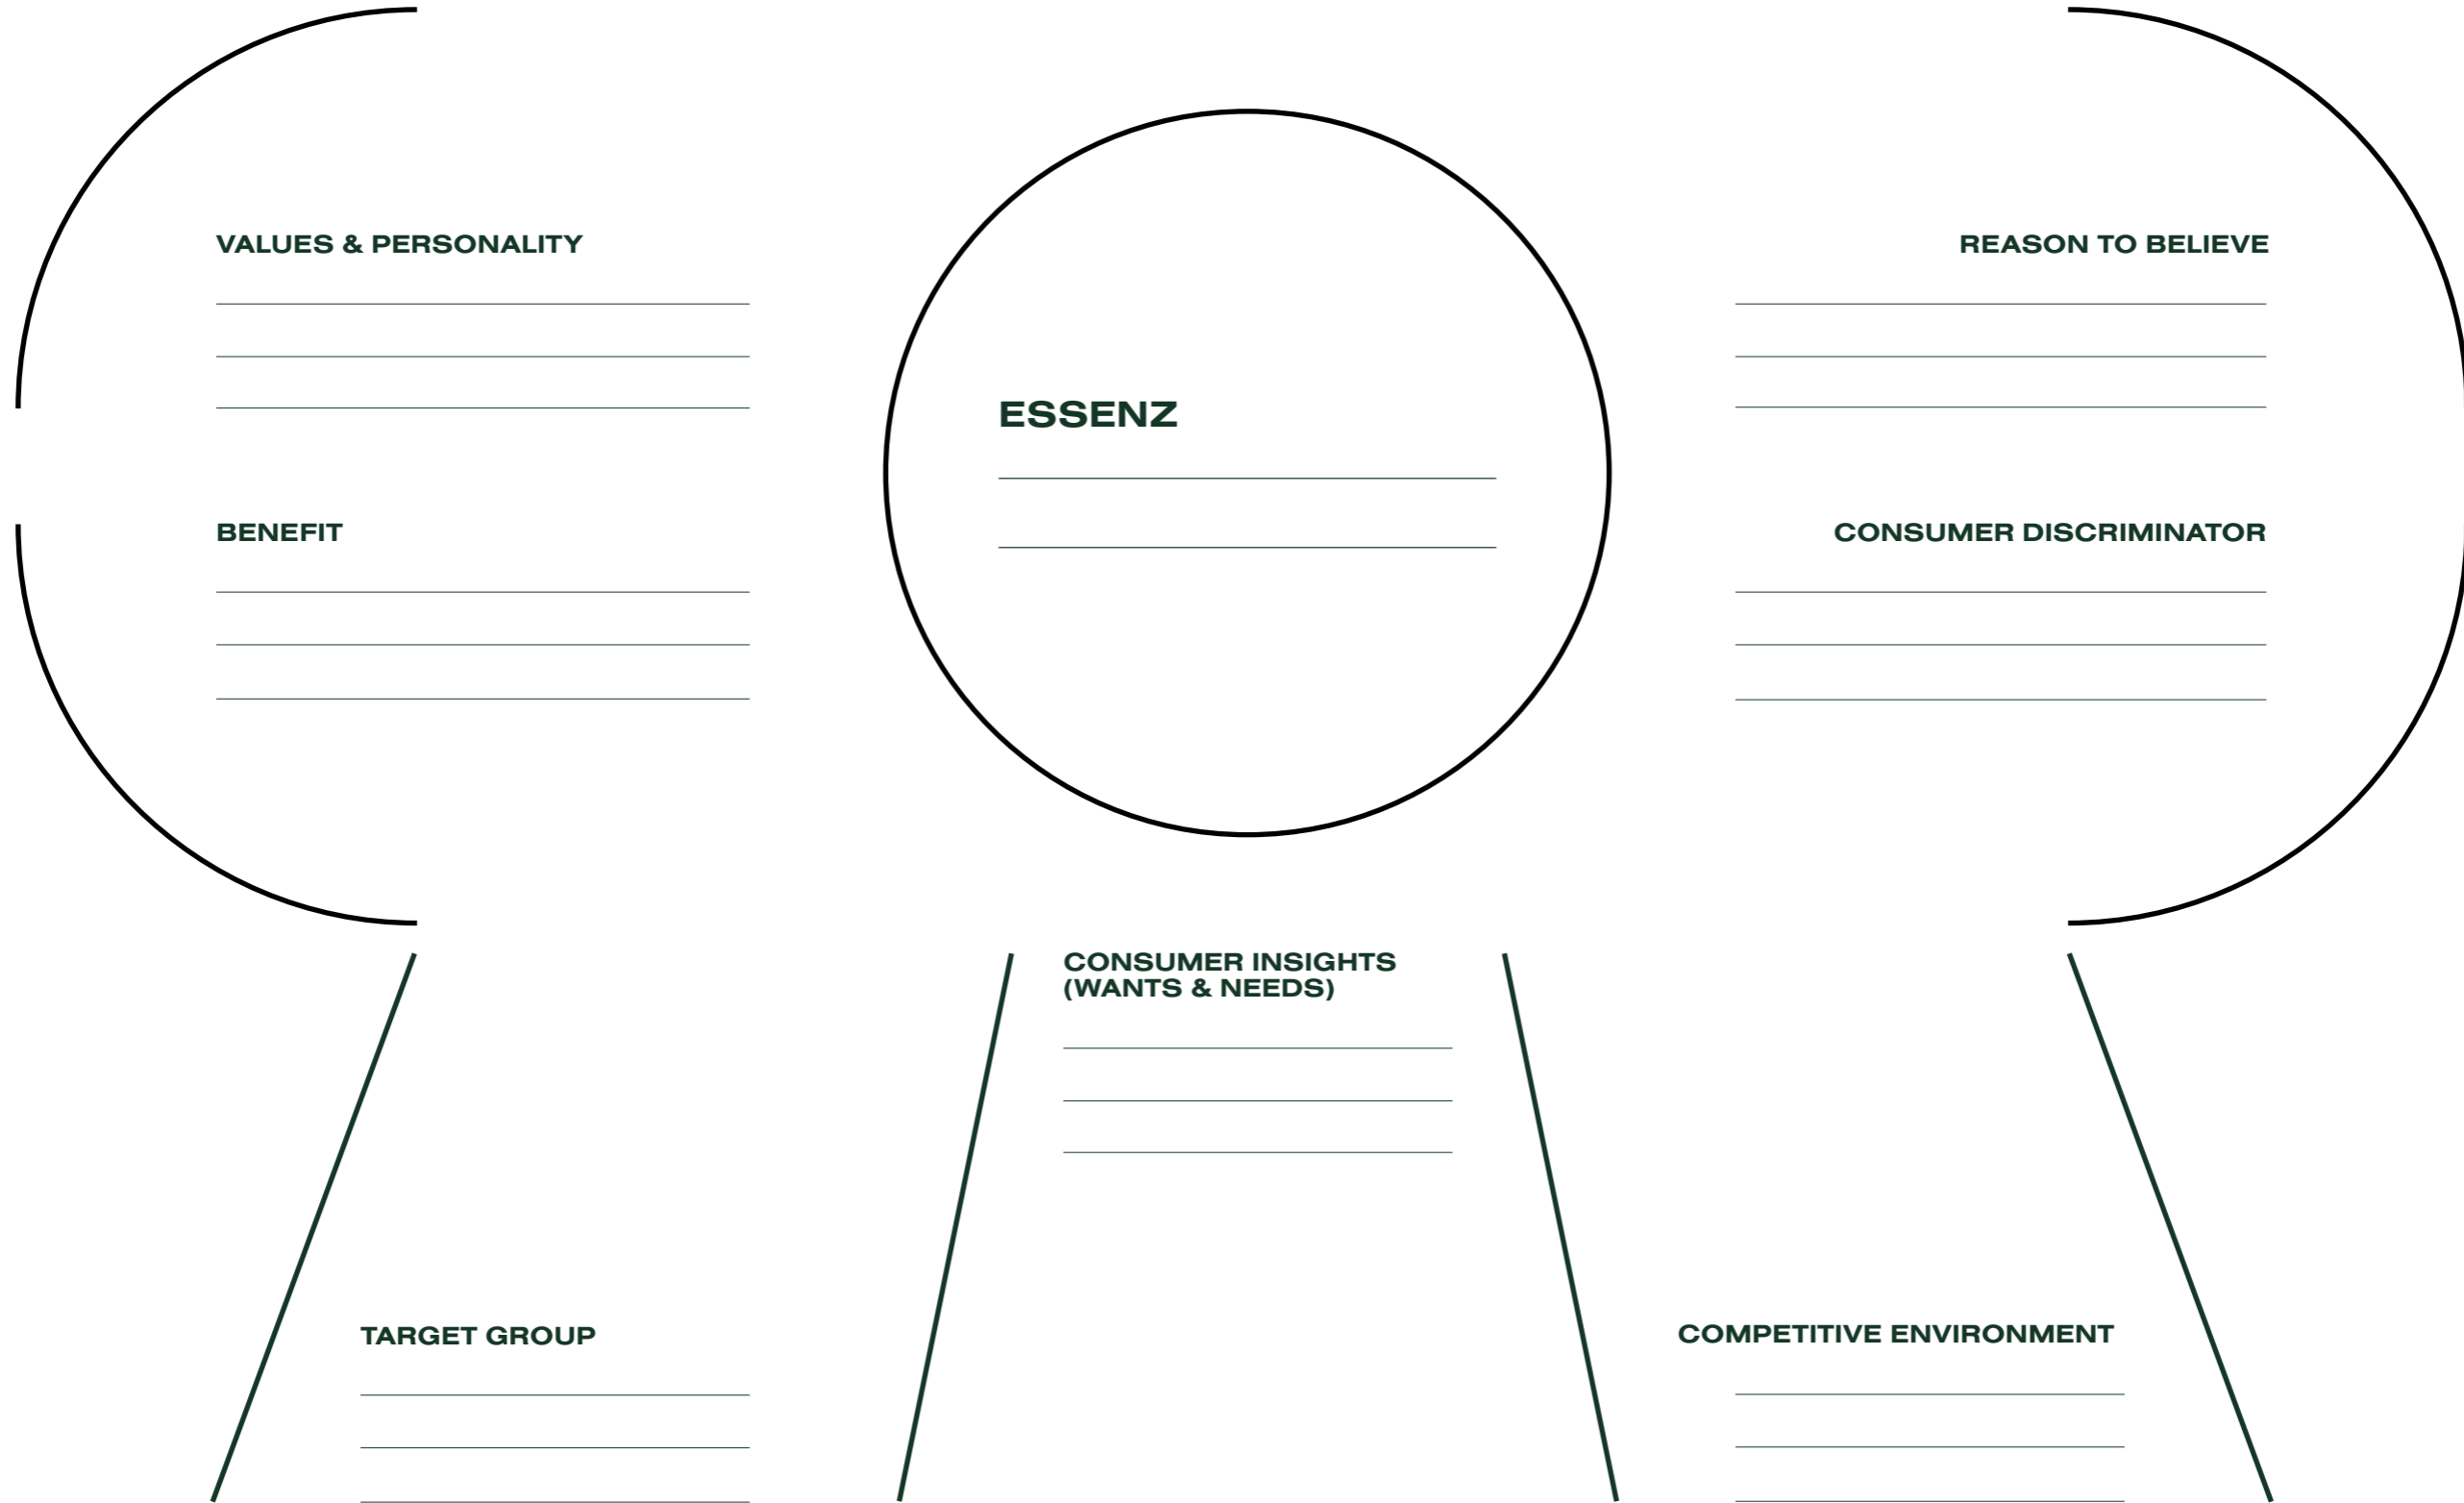 VALUES & PERSONALITY
REASON TO BELIEVE
ESSENZ
BENEFIT
CONSUMER DISCRIMINATOR
CONSUMER INSIGHTS
(WANTS & NEEDS)
TARGET GROUP
COMPETITIVE ENVIRONMENT